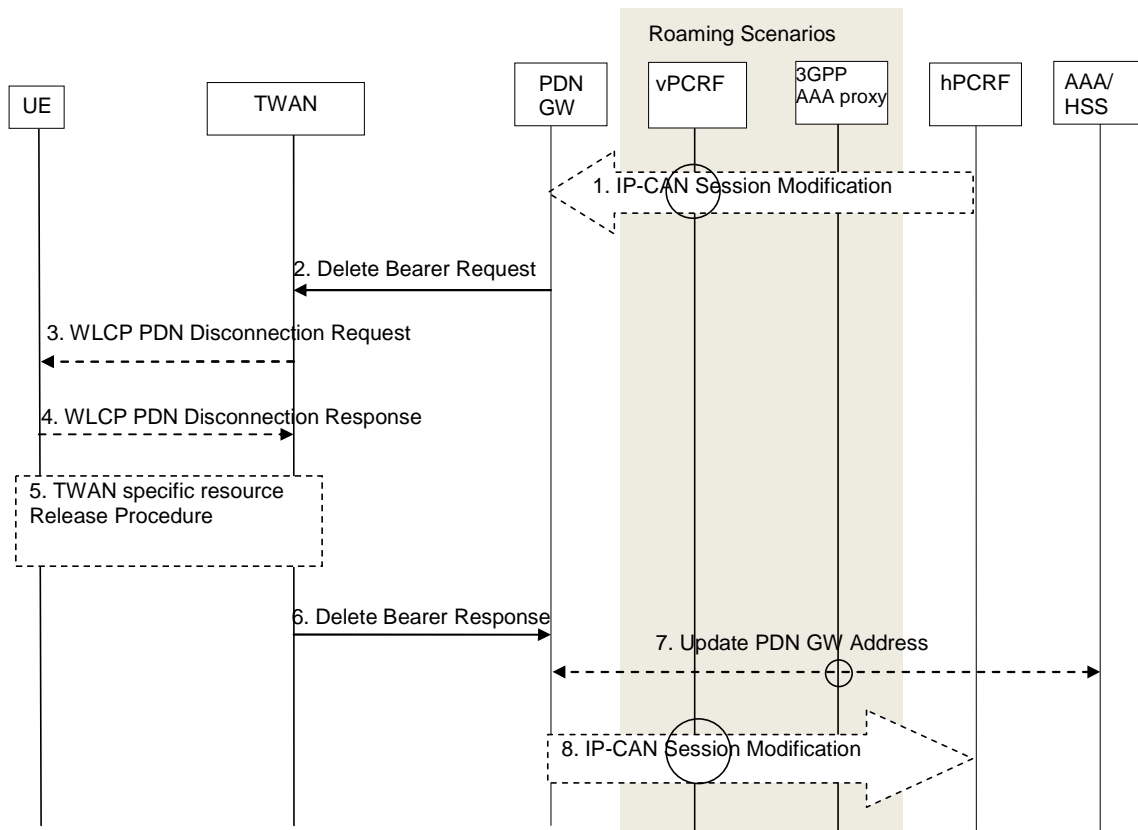 Roaming Scenarios
UE
TWAN
PDN
GW
vPCRF
3GPP
AAA proxy
hPCRF
AAA/
HSS
1. IP-CAN Session Modification
2. Delete Bearer Request
3. WLCP PDN Disconnection Request
4. WLCP PDN Disconnection Response
5. TWAN specific resource
Release Procedure
6. Delete Bearer Response
7. Update PDN GW Address
8. IP-CAN Session Modification